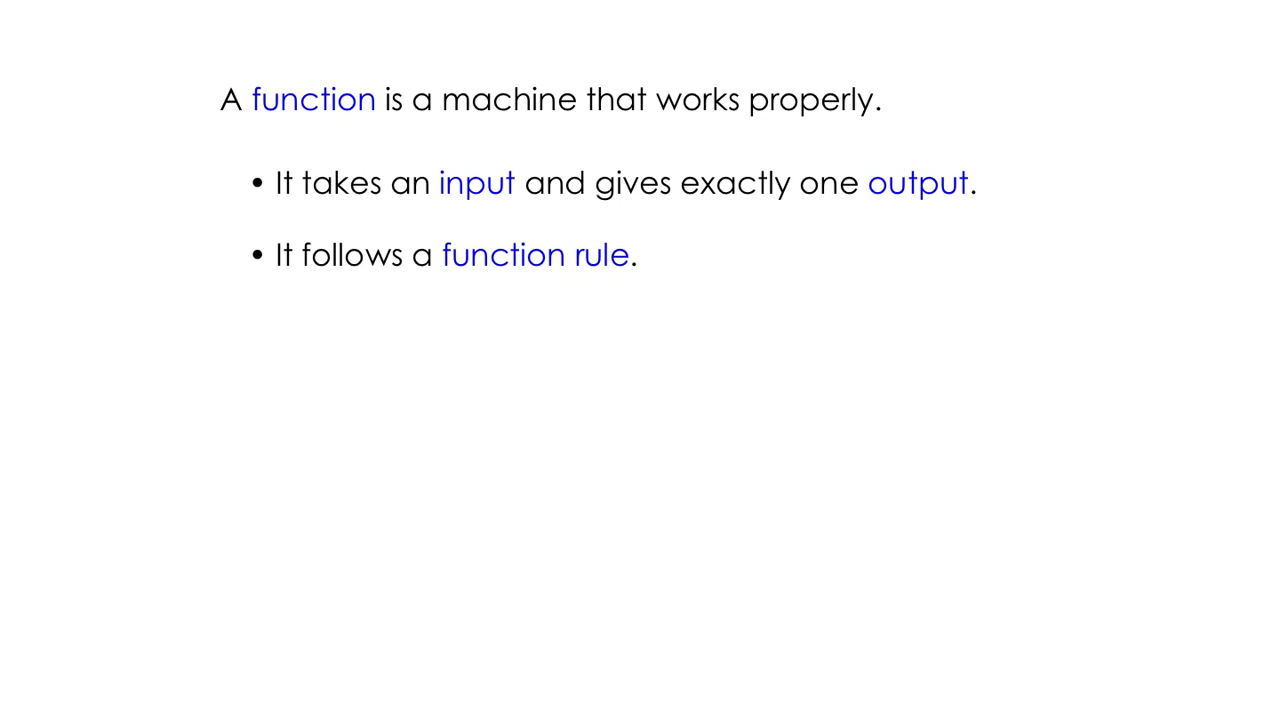 A function is a machine that works properly.
• It takes an input and gives exactly one output.
• It follows a function rule.